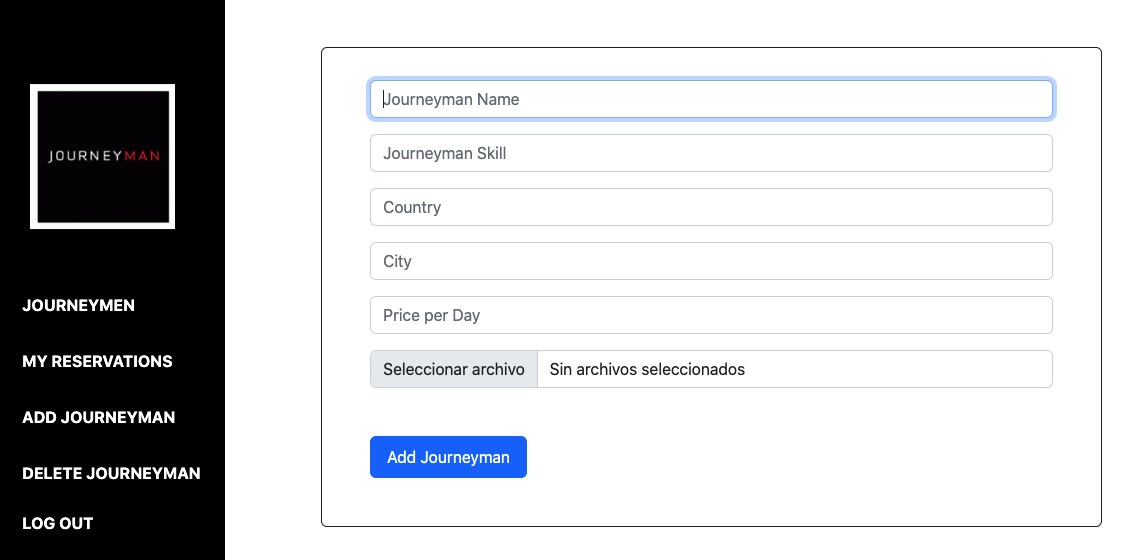 JOURNEYMAN
JOURNEYMEN
MY RESERVATIONS
ADD JOURNEYMAN
DELETE JOURNEYMAN
LOG OUT
Journeyman Name
Journeyman Skill
Country
City
Price per Day
Seleccionar archivo Sin archivos seleccionados
Add Journeyman